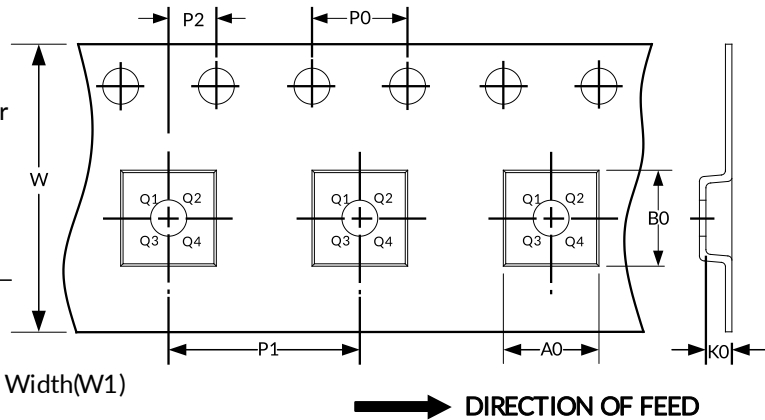 P2 P0
r
W
Q1 Q2 Q1 Q2 Q1 Q2
B0
Q3 Q4 Q3 Q4 Q3 Q4
P1 A0 K0
Width(W1)
DIRECTION OF FEED